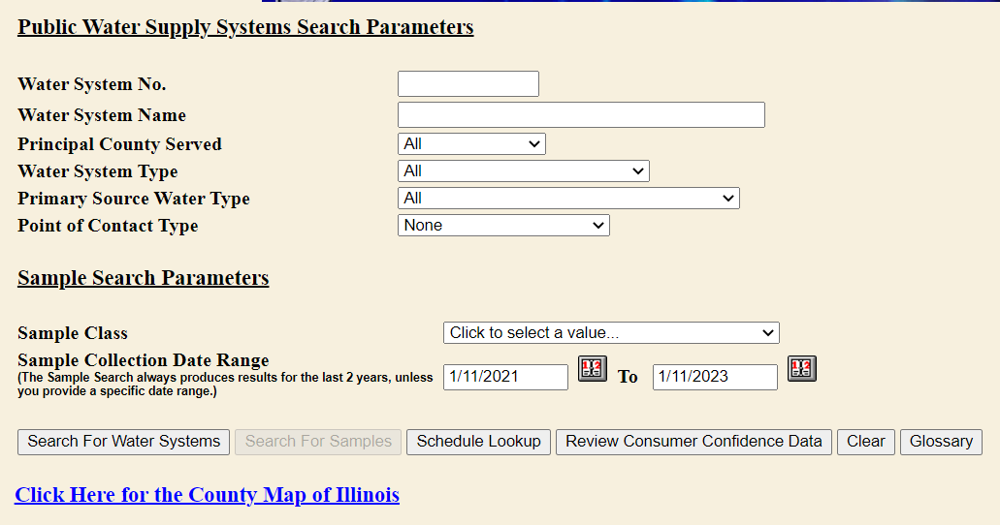 Public Water Supply Systems Search Parameters
Water System No.
Water System Name
Principal County Served All
Water System Type All
Primary Source Water Type All
Point of Contact Type None
Sample Search Parameters
Sample Class Click to select a value...
Sample Collection Date Range
(The Sample Search always produces results for the last 2 years, unless
you provide a specific date range.)
1/11/2021 To 1/11/2023
Search For Water Systems Search For Samples Schedule Lookup Review Consumer Confidence Data Clear Glossary
Click Here for the County Map of Illinois